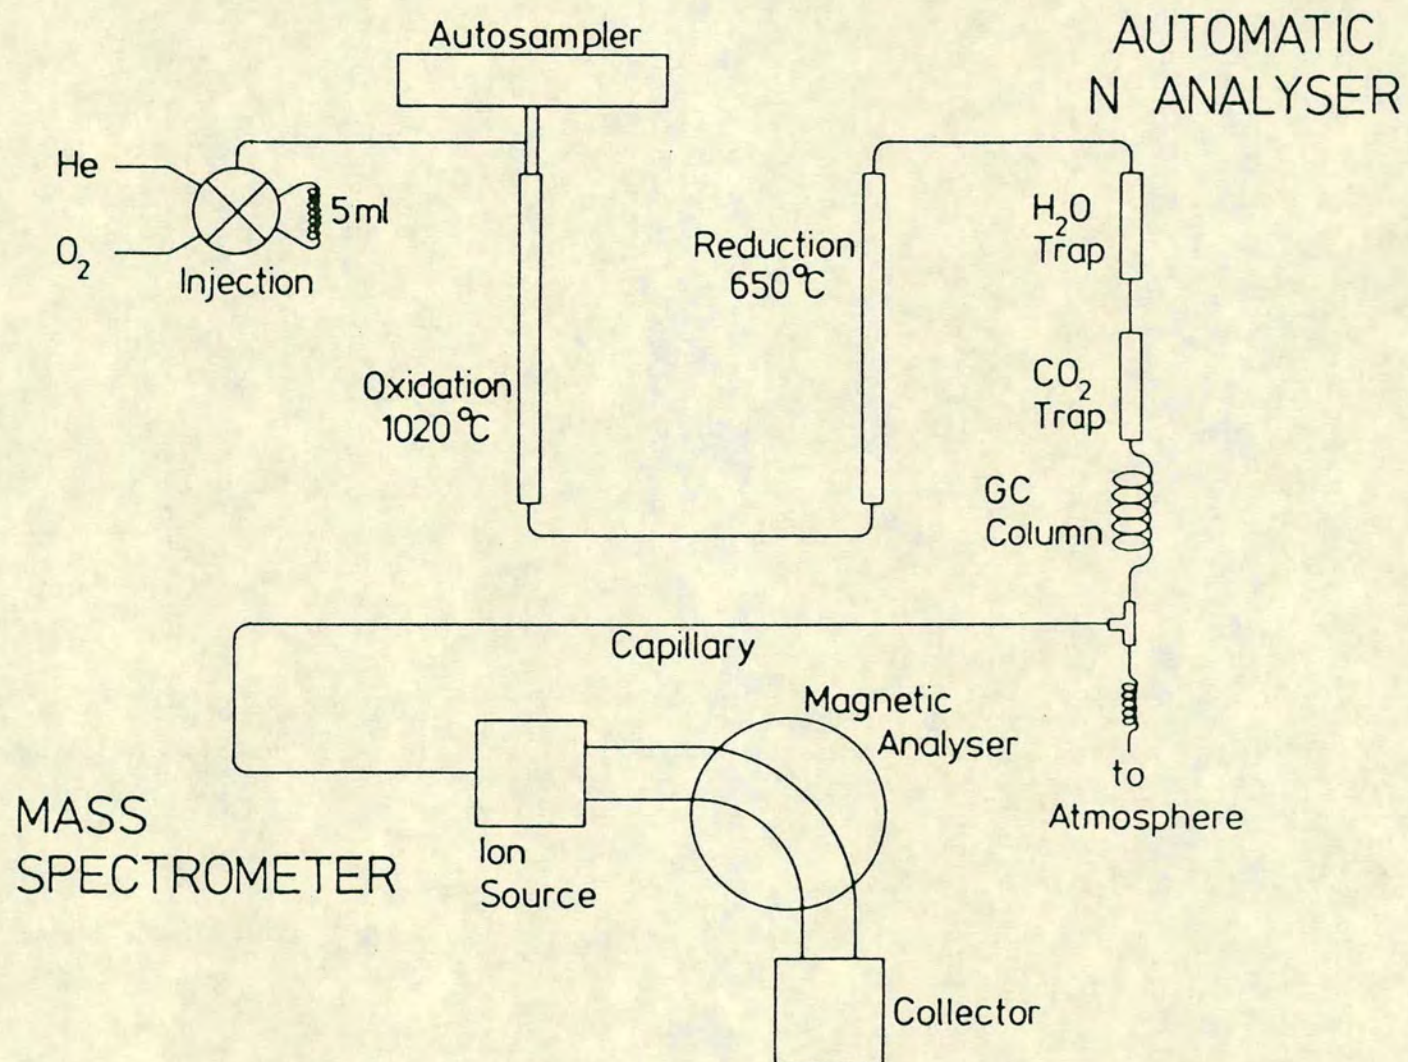 AUTOMATIC
N ANALYSER
Autosampler
He
O₂
5ml
Injection
Oxidation
1020°C
Reduction
650°C
H₂O
Trap
CO₂
Trap
GC
Column
Capillary
to
Atmosphere
MASS
SPECTROMETER
Ion
Source
Magnetic
Analyser
Collector